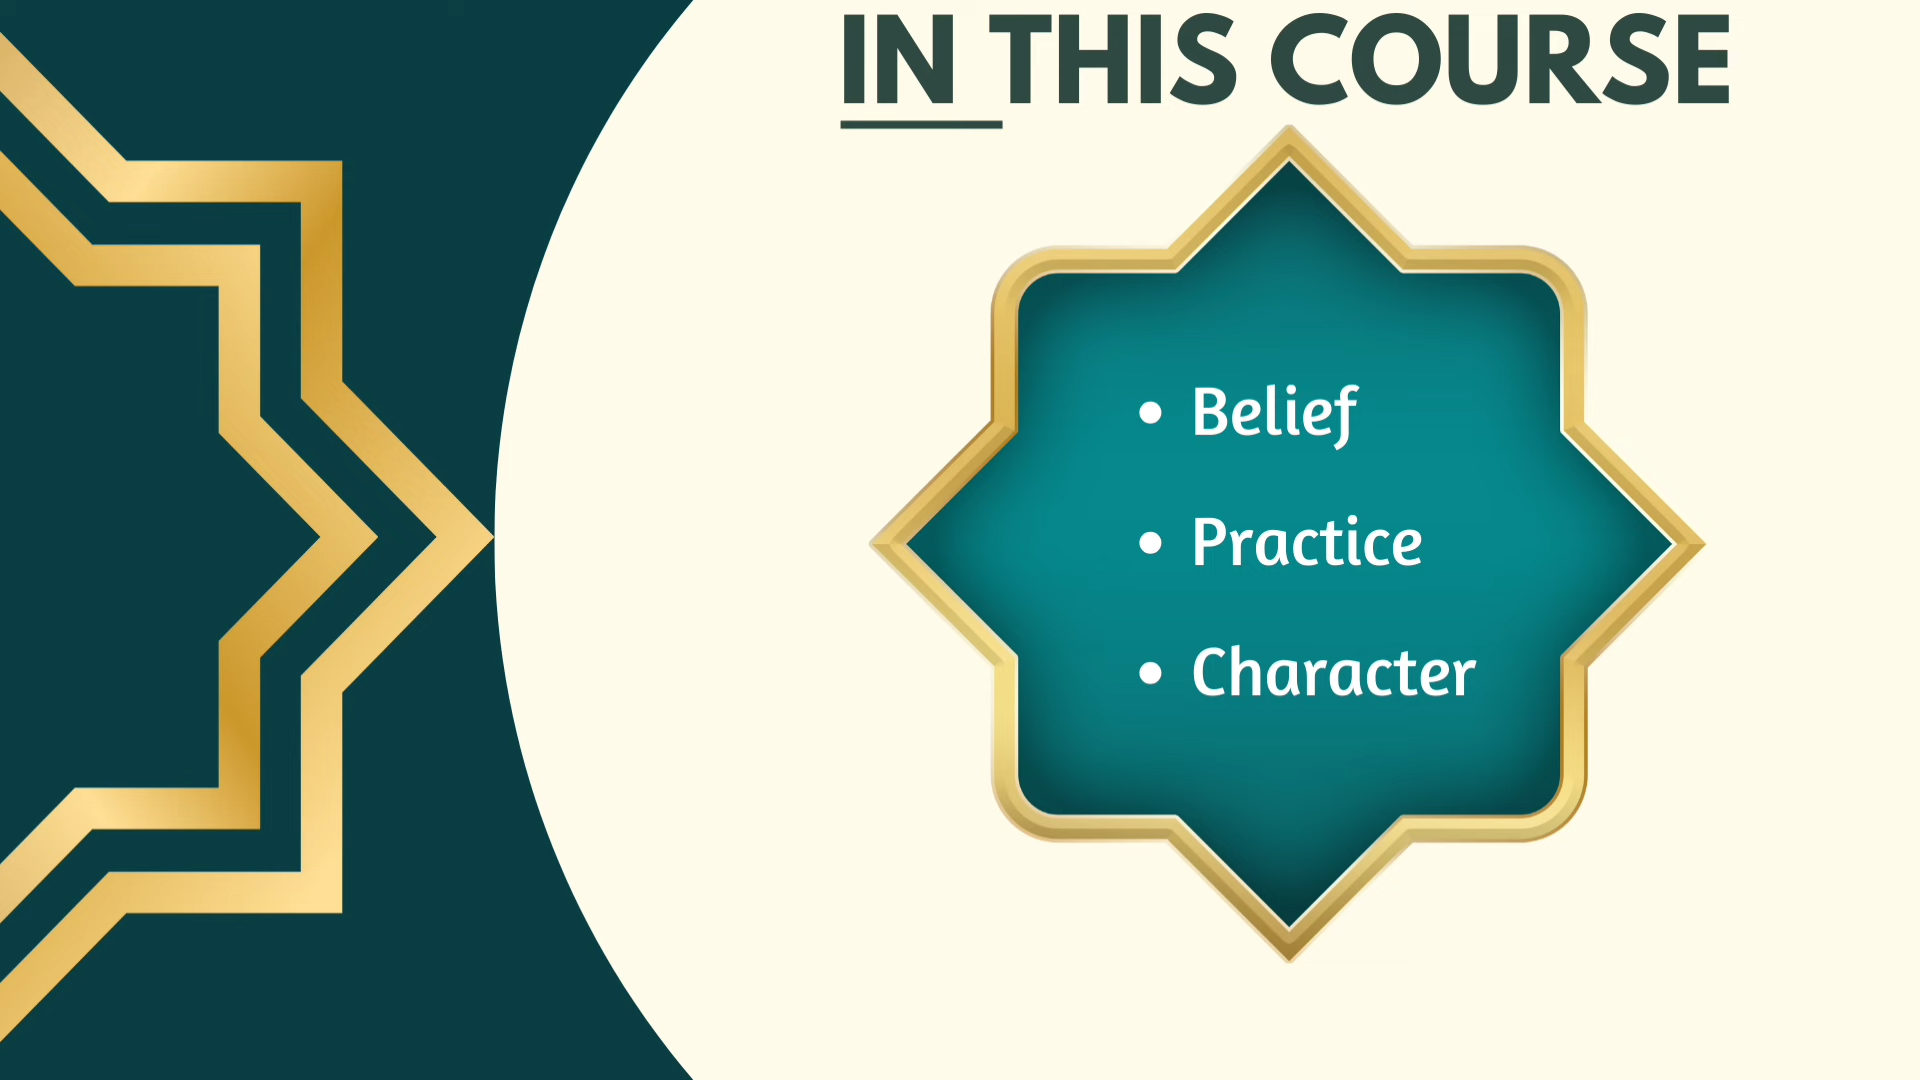 IN THIS COURSE
• Belief
• Practice
• Character